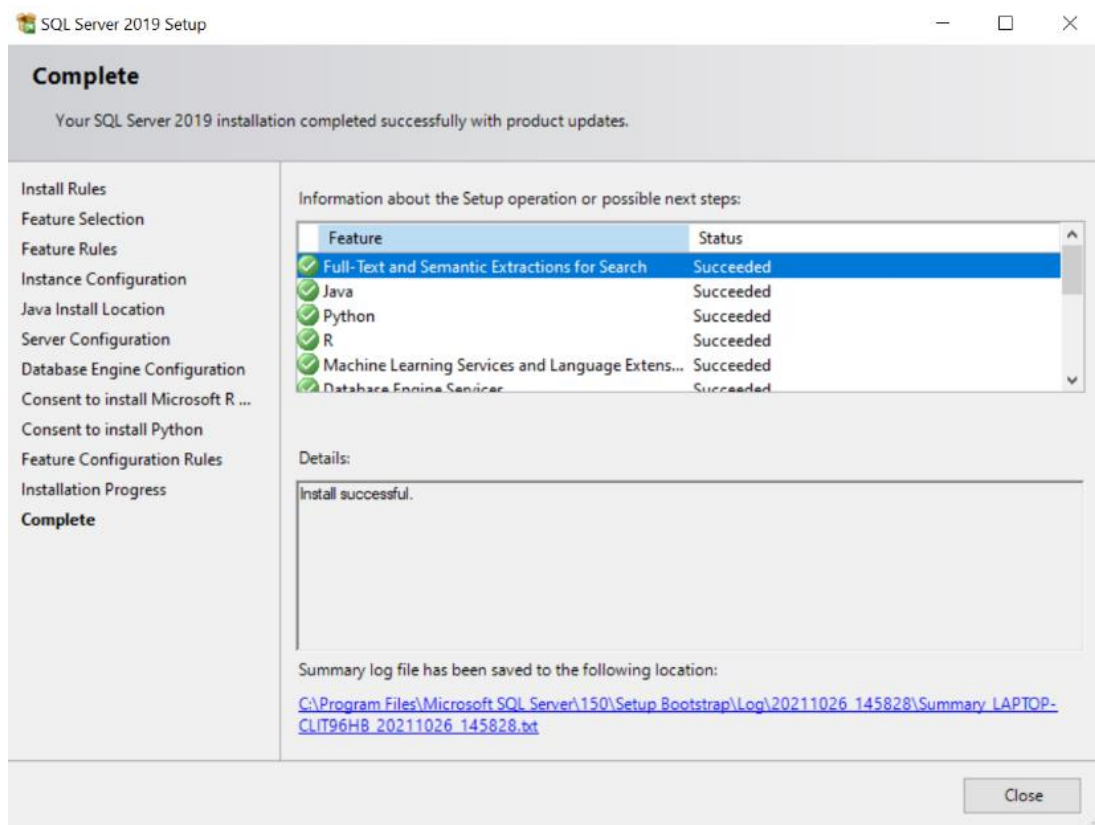 SQL Server 2019 Setup
Complete
Your SQL Server 2019 installation completed successfully with product updates.
Install Rules
Feature Selection
Feature Rules
Instance Configuration
Java Install Location
Server Configuration
Database Engine Configuration
Consent to install Microsoft R ...
Consent to install Python
Feature Configuration Rules
Installation Progress
Complete
Information about the Setup operation or possible next steps:
Feature Status
Full-Text and Semantic Extractions for Search Succeeded
Java Succeeded
Python Succeeded
R Succeeded
Machine Learning Services and Language Extens... Succeeded
Database Engine Services Succeeded
Details:
Install successful.
Summary log file has been saved to the following location:
C:\Program Files\Microsoft SQL Server\150\Setup Bootstrap\Log\20211026_145828\Summary_LAPTOP-
CLIT96HB_20211026_145828.txt
Close